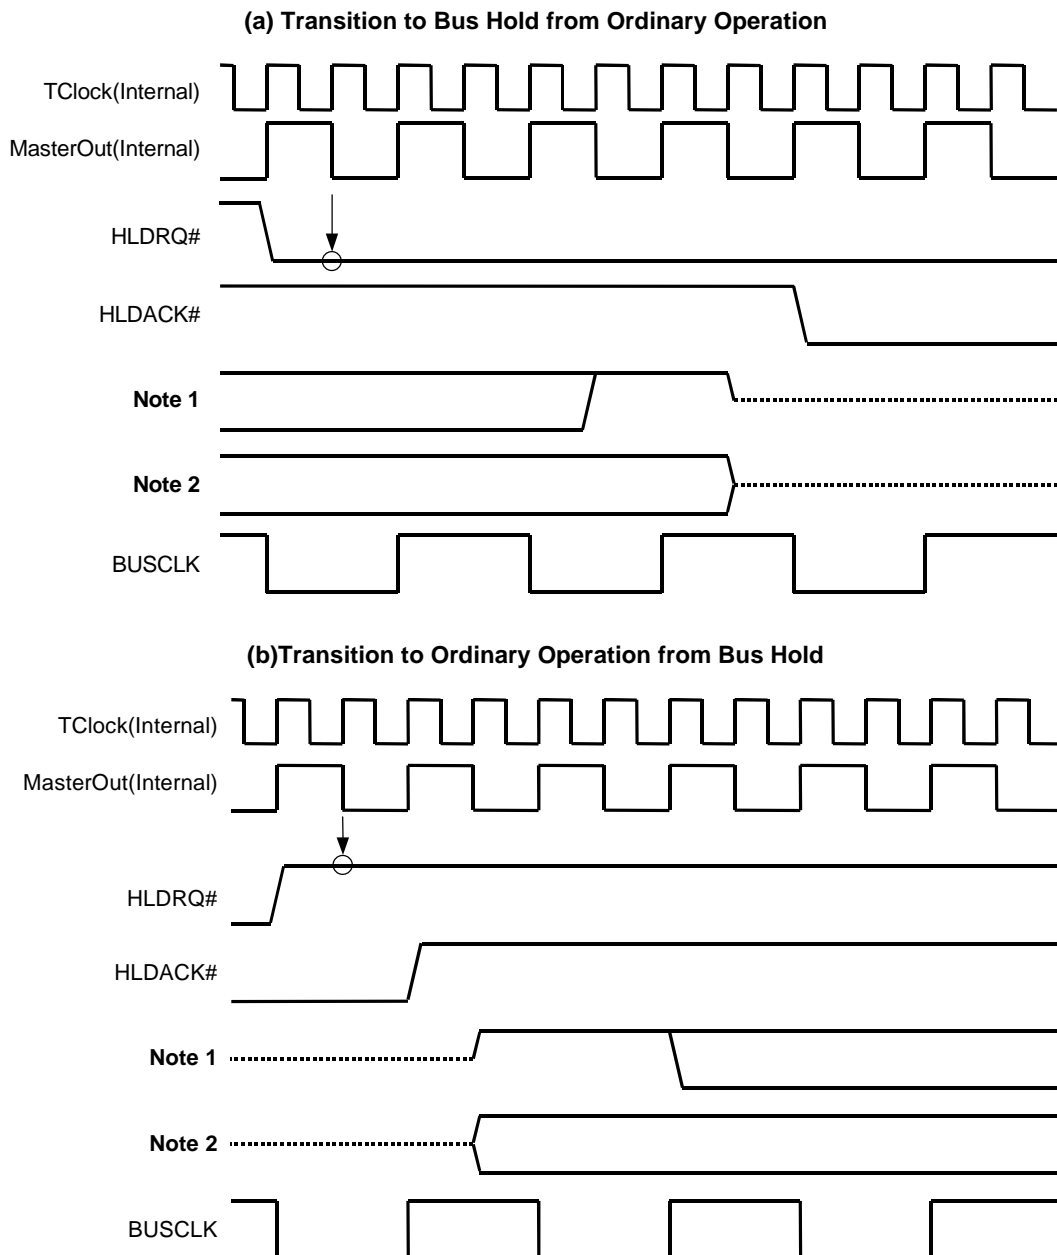 (a) Transition to Bus Hold from Ordinary Operation
TClock(Internal)
MasterOut(Internal)
HLDRQ#
HLDACK#
Note 1
Note 2
BUSCLK
(b)Transition to Ordinary Operation from Bus Hold
TClock(Internal)
MasterOut(Internal)
HLDRQ#
HLDACK#
Note 1
Note 2
BUSCLK